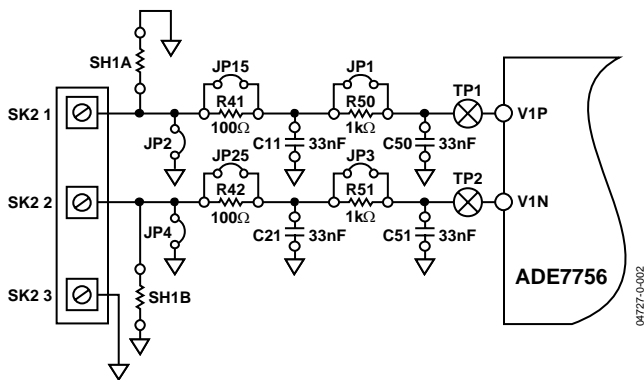 SH1A
JP15
JP1
TP1
SK2 1
R41
R50
V1P
100Ω
1kΩ
JP2
C11
33nF
C50
33nF
JP25
JP3
TP2
SK2 2
R42
R51
V1N
100Ω
1kΩ
JP4
C21
33nF
C51
33nF
ADE7756
SK2 3
SH1B
04727-0-002